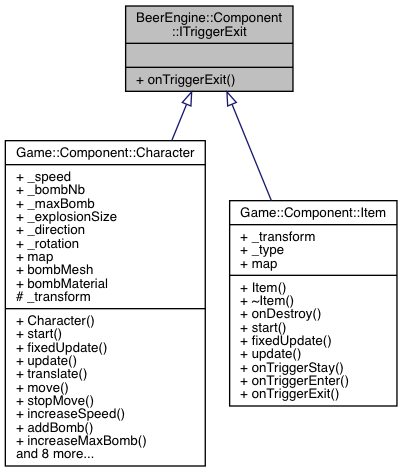 BeerEngine::Component
::ITriggerExit
+ onTriggerExit()
Game::Component::Character
+ _speed
+ _bombNb
+ _maxBomb
+ _explosionSize
+ _direction
+ _rotation
+ map
+ bombMesh
+ bombMaterial
# _transform
+ Character()
+ start()
+ fixedUpdate()
+ update()
+ translate()
+ move()
+ stopMove()
+ increaseSpeed()
+ addBomb()
+ increaseMaxBomb()
and 8 more...
Game::Component::Item
+ _transform
+ _type
+ map
+ Item()
+ ~Item()
+ onDestroy()
+ start()
+ fixedUpdate()
+ update()
+ onTriggerStay()
+ onTriggerEnter()
+ onTriggerExit()